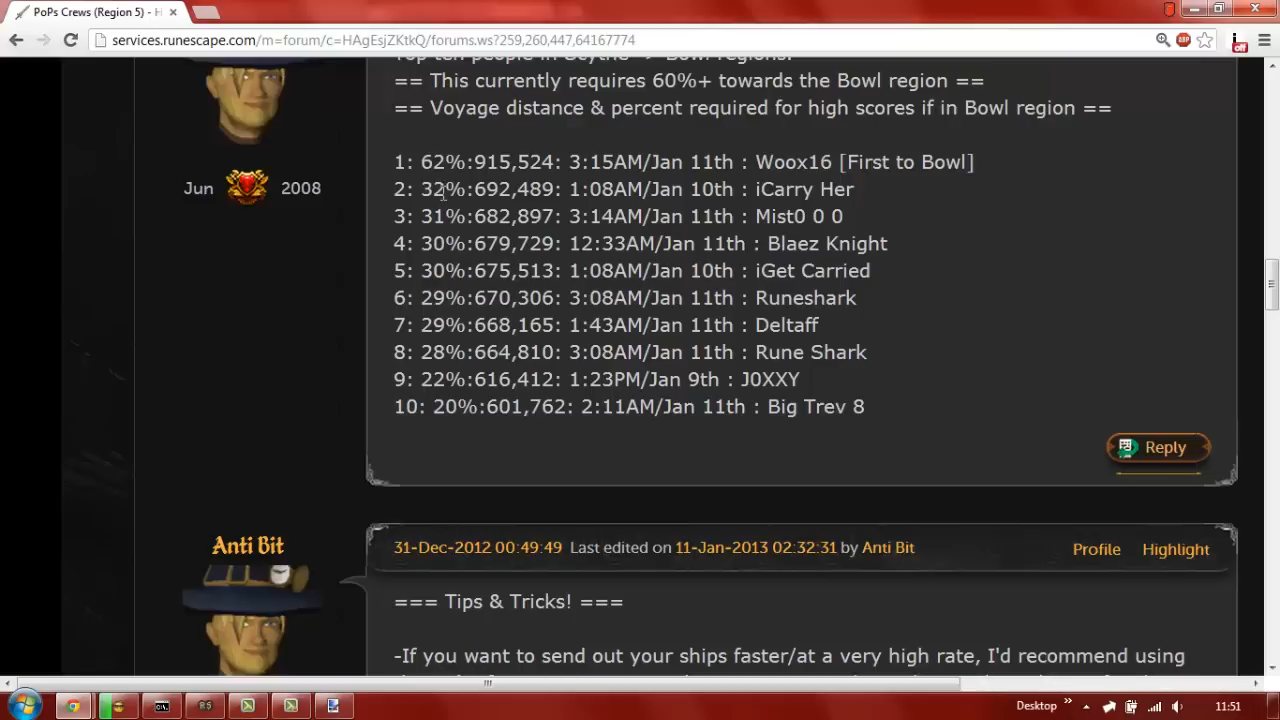 PoPs Crews (Region 5) - H
services.runescape.com/m=forum/c=HAgEsjZKtkQ/forums.ws?259,260,447,64167774
off
Top ten people in Scythe -> Bowl regions.
== This currently requires 60%+ towards the Bowl region ==
== Voyage distance & percent required for high scores if in Bowl region ==
1: 62%:915,524: 3:15AM/Jan 11th : Woox16 [First to Bowl]
Jun 2008
2: 32%:692,489: 1:08AM/Jan 10th : iCarry Her
3: 31%:682,897: 3:14AM/Jan 11th : Mist0 0 0
4: 30%:679,729: 12:33AM/Jan 11th : Blaez Knight
5: 30%:675,513: 1:08AM/Jan 10th : iGet Carried
6: 29%:670,306: 3:08AM/Jan 11th : Runeshark
7: 29%:668,165: 1:43AM/Jan 11th : Deltaff
8: 28%:664,810: 3:08AM/Jan 11th : Rune Shark
9: 22%:616,412: 1:23PM/Jan 9th : J0XXY
10: 20%:601,762: 2:11AM/Jan 11th : Big Trev 8
Reply
Anti Bit
31-Dec-2012 00:49:49 Last edited on 11-Jan-2013 02:32:31 by Anti Bit
Profile Highlight
=== Tips & Tricks! ===
-If you want to send out your ships faster/at a very high rate, I'd recommend using
Desktop
11:51